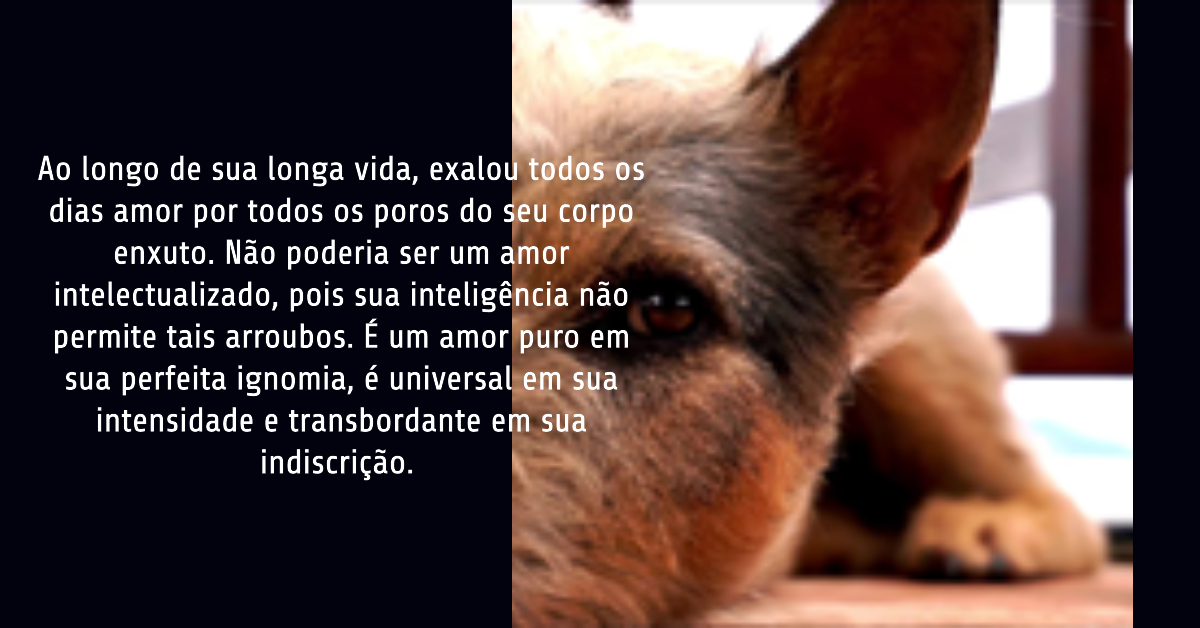 Ao longo de sua longa vida, exalou todos os
dias amor por todos os poros do seu corpo
enxuto. Não poderia ser um amor
intelectualizado, pois sua inteligência não
permite tais arroubos. É um amor puro em
sua perfeita ignomia, é universal em sua
intensidade e transbordante em sua
indiscrição.